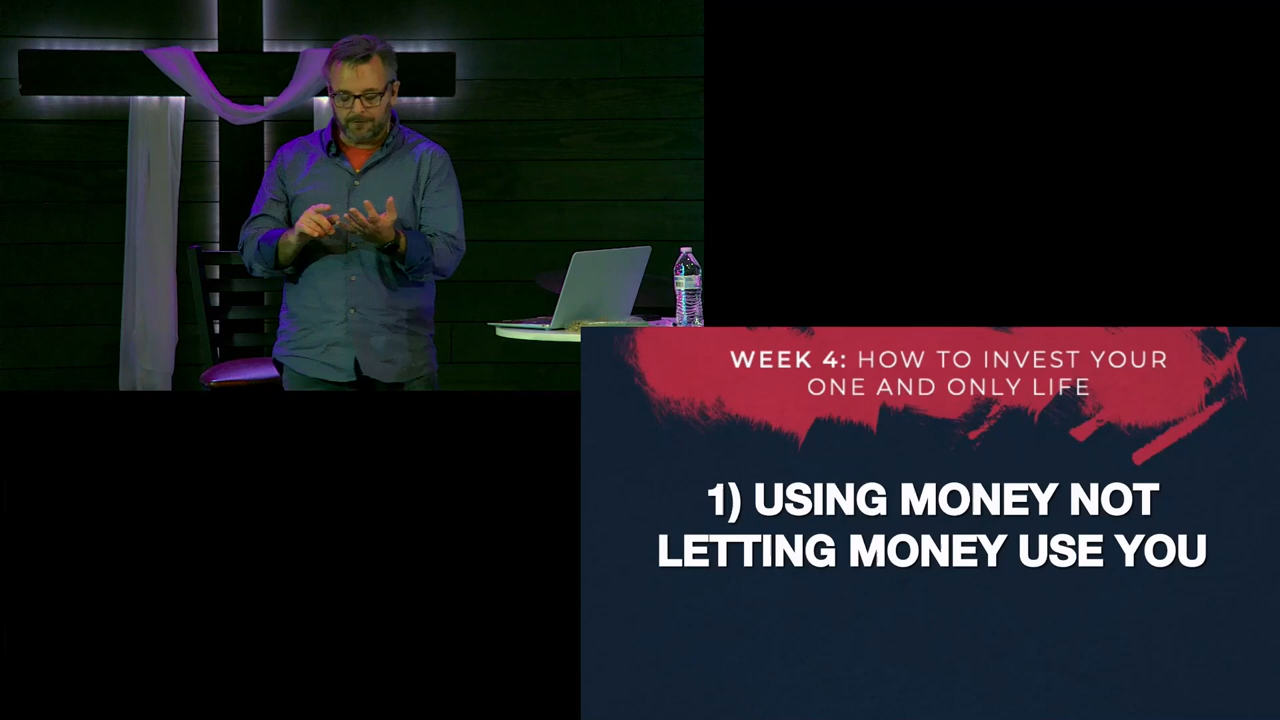 WEEK 4: HOW TO INVEST YOUR
ONE AND ONLY LIFE
1) USING MONEY NOT
LETTING MONEY USE YOU